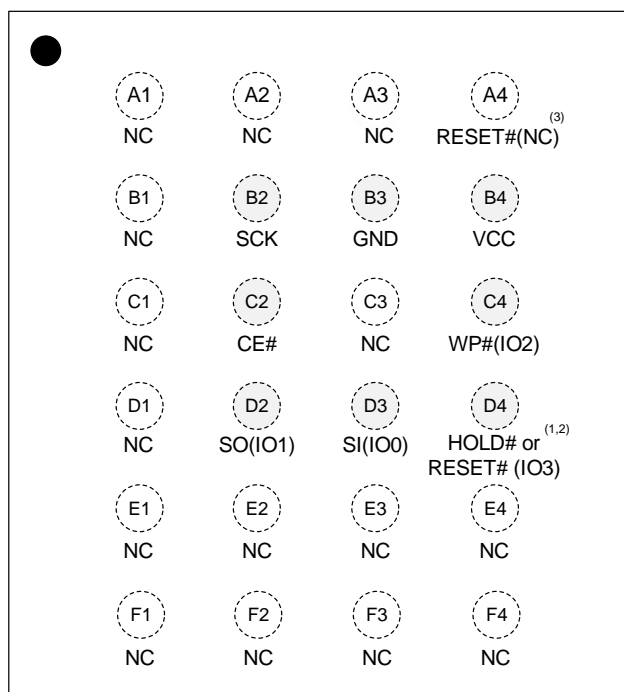 A1 A2 A3 A4
NC NC NC RESET#(NC) (3)
B1 B2 B3 B4
NC SCK GND VCC
C1 C2 C3 C4
NC CE# NC WP#(IO2)
D1 D2 D3 D4
NC SO(IO1) SI(IO0) HOLD# or (1,2)
RESET# (IO3)
E1 E2 E3 E4
NC NC NC NC
F1 F2 F3 F4
NC NC NC NC